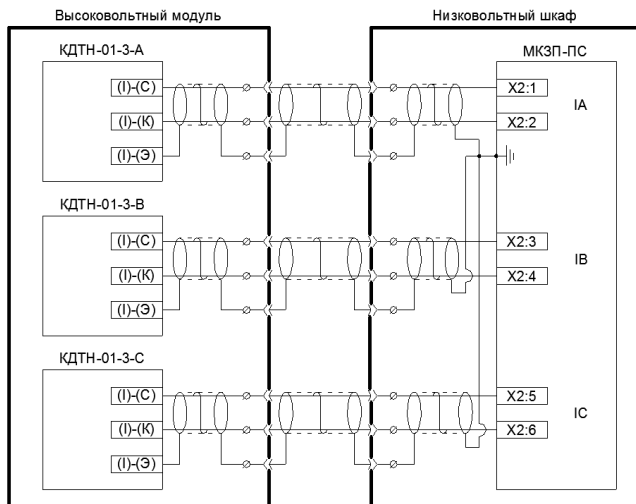 Высоковольтный модуль
Низковольтный шкаф
КДТН-01-3-А
МКЗП-ПС
(I)-(С)
X2:1
IA
(I)-(К)
X2:2
(I)-(Э)
КДТН-01-3-В
(I)-(С)
X2:3
IB
(I)-(К)
X2:4
(I)-(Э)
КДТН-01-3-С
(I)-(С)
X2:5
IC
(I)-(К)
X2:6
(I)-(Э)